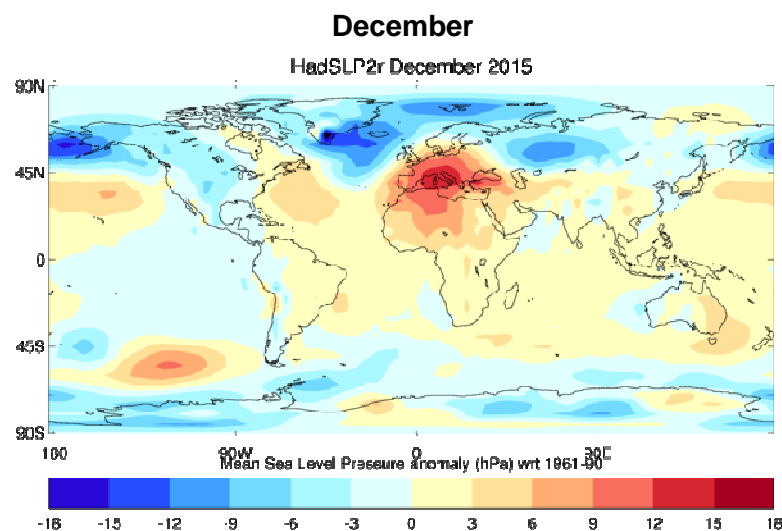 December
HadSLP2r December 2015
90N
45N
0
45S
90S
180 90W 0 90E
Mean Sea Level Pressure anomaly (hPa) wrt 1961-90
-18 -15 -12 -9 -6 -3 0 3 6 9 12 15 18